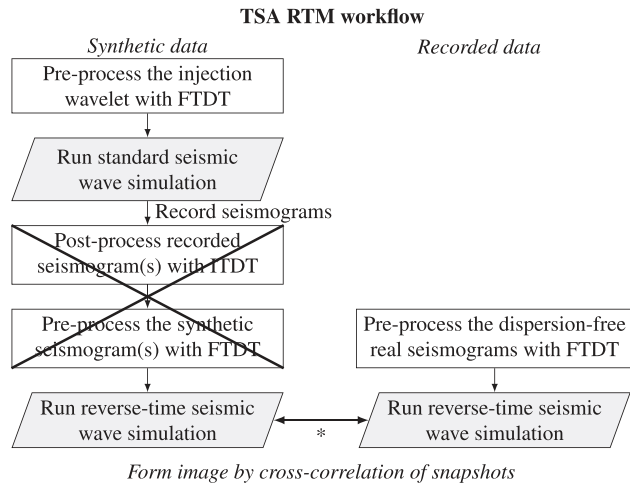 TSA RTM workflow
Synthetic data
Recorded data
Pre-process the injection
wavelet with FTDT
Run standard seismic
wave simulation
Record seismograms
Post-process recorded
seismogram(s) with ITDT
Pre-process the synthetic
seismogram(s) with FTDT
Pre-process the dispersion-free
real seismograms with FTDT
Run reverse-time seismic
wave simulation
*
Run reverse-time seismic
wave simulation
Form image by cross-correlation of snapshots